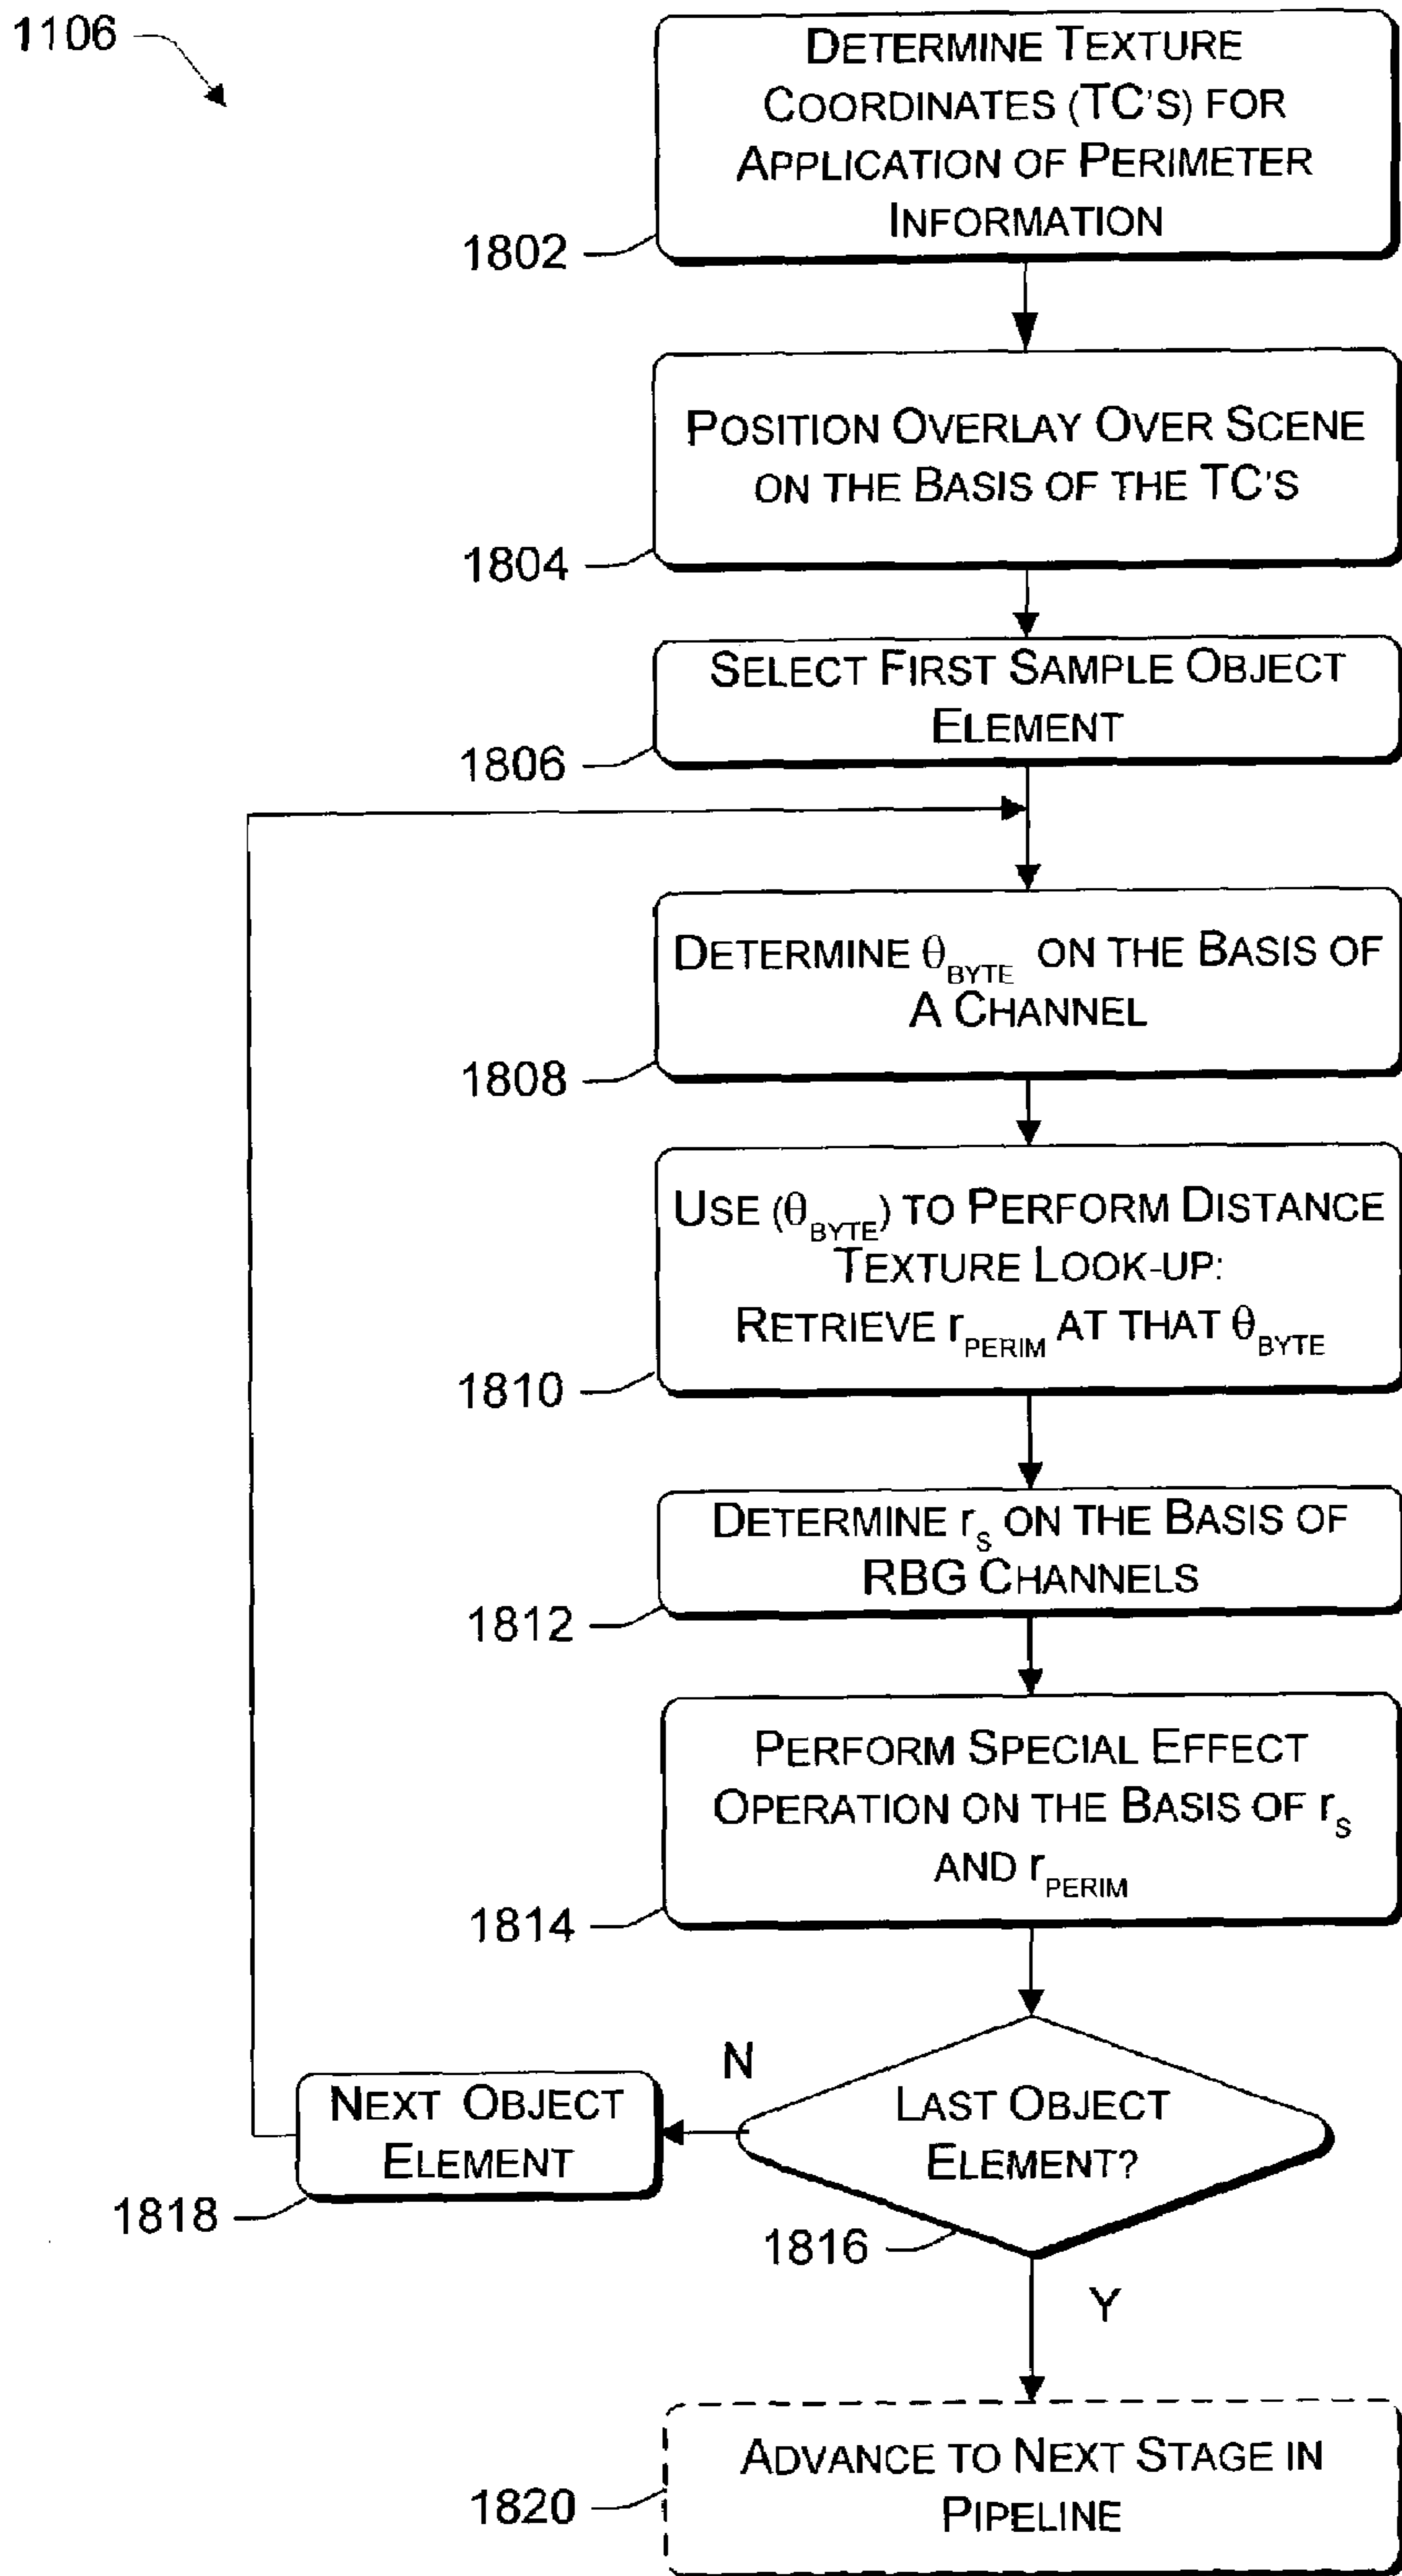 1106
DETERMINE TEXTURE
COORDINATES (TC'S) FOR
APPLICATION OF PERIMETER
INFORMATION
1802
POSITION OVERLAY OVER SCENE
ON THE BASIS OF THE TC'S
1804
SELECT FIRST SAMPLE OBJECT
ELEMENT
1806
DETERMINE θBYTE ON THE BASIS OF
A CHANNEL
1808
USE (θBYTE) TO PERFORM DISTANCE
TEXTURE LOOK-UP:
RETRIEVE rPERIM AT THAT θBYTE
1810
DETERMINE rS ON THE BASIS OF
RBG CHANNELS
1812
PERFORM SPECIAL EFFECT
OPERATION ON THE BASIS OF rS
AND rPERIM
1814
LAST OBJECT
ELEMENT?
1816
N
NEXT OBJECT
ELEMENT
1818
Y
ADVANCE TO NEXT STAGE IN
PIPELINE
1820